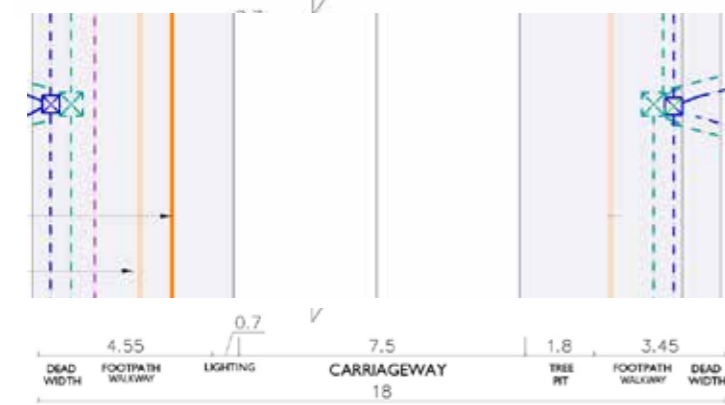 0.7
4.55
7.5
1.8
3.45
DEAD WIDTH
FOOTPATH WALKWAY
LIGHTING
CARRIAGEWAY
TREE PIT
FOOTPATH WALKWAY
DEAD WIDTH
18